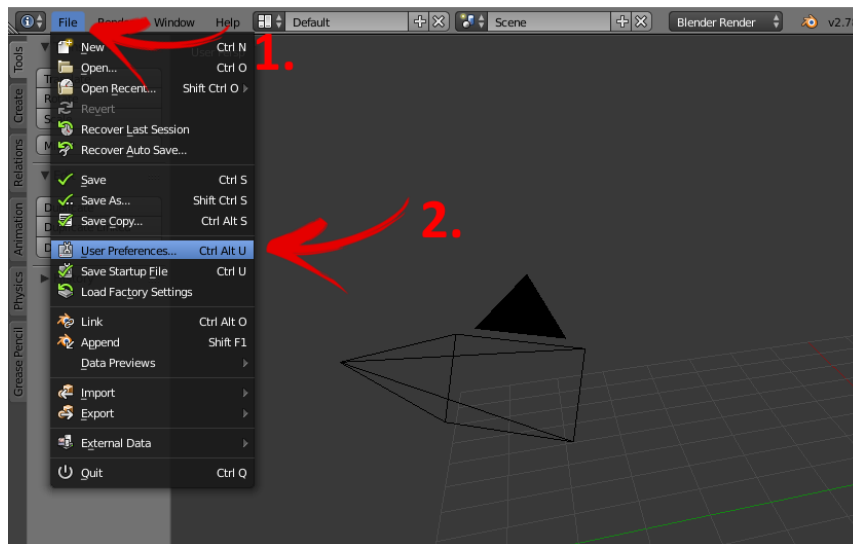 File Render Window Help Default Scene Blender Render v2.7
1.
New Ctrl N
Open... Ctrl O
Open Recent... Shift Ctrl O
Revert
Recover Last Session
Recover Auto Save...
Save Ctrl S
Save As... Shift Ctrl S
Save Copy... Ctrl Alt S
2.
User Preferences... Ctrl Alt U
Save Startup File Ctrl U
Load Factory Settings
Link Ctrl Alt O
Append Shift F1
Data Previews
Import
Export
External Data
Quit Ctrl Q
Tools
Create
Relations
Animation
Physics
Grease Pencil